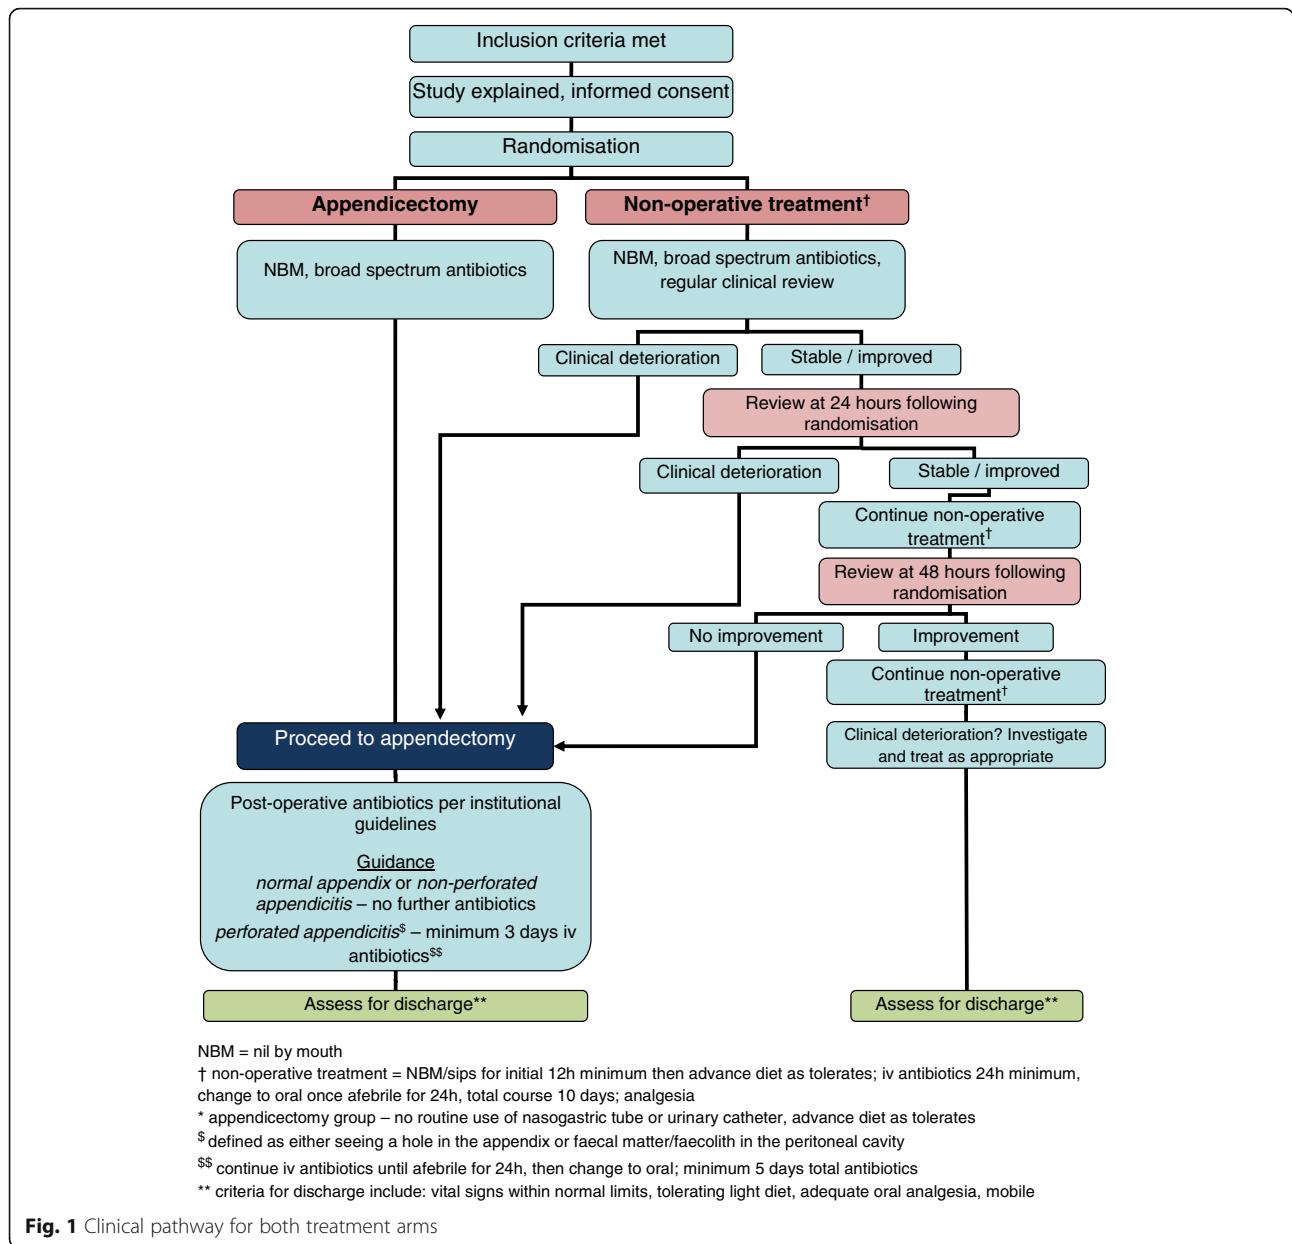 Inclusion criteria met
Study explained, informed consent
Randomisation
Appendicectomy
Non-operative treatment†
NBM, broad spectrum antibiotics
NBM, broad spectrum antibiotics,
regular clinical review
Clinical deterioration
Stable / improved
Review at 24 hours following
randomisation
Clinical deterioration
Stable / improved
Continue non-operative
treatment†
Review at 48 hours following
randomisation
No improvement
Improvement
Continue non-operative
treatment†
Proceed to appendectomy
Clinical deterioration? Investigate
and treat as appropriate
Post-operative antibiotics per institutional
guidelines
Guidance
normal appendix or non-perforated
appendicitis – no further antibiotics
perforated appendicitis$ – minimum 3 days iv
antibiotics$$
Assess for discharge**
Assess for discharge**
NBM = nil by mouth
† non-operative treatment = NBM/sips for initial 12h minimum then advance diet as tolerates; iv antibiotics 24h minimum,
change to oral once afebrile for 24h, total course 10 days; analgesia
* appendicectomy group – no routine use of nasogastric tube or urinary catheter, advance diet as tolerates
$ defined as either seeing a hole in the appendix or faecal matter/faecolith in the peritoneal cavity
$$ continue iv antibiotics until afebrile for 24h, then change to oral; minimum 5 days total antibiotics
** criteria for discharge include: vital signs within normal limits, tolerating light diet, adequate oral analgesia, mobile
Fig. 1 Clinical pathway for both treatment arms